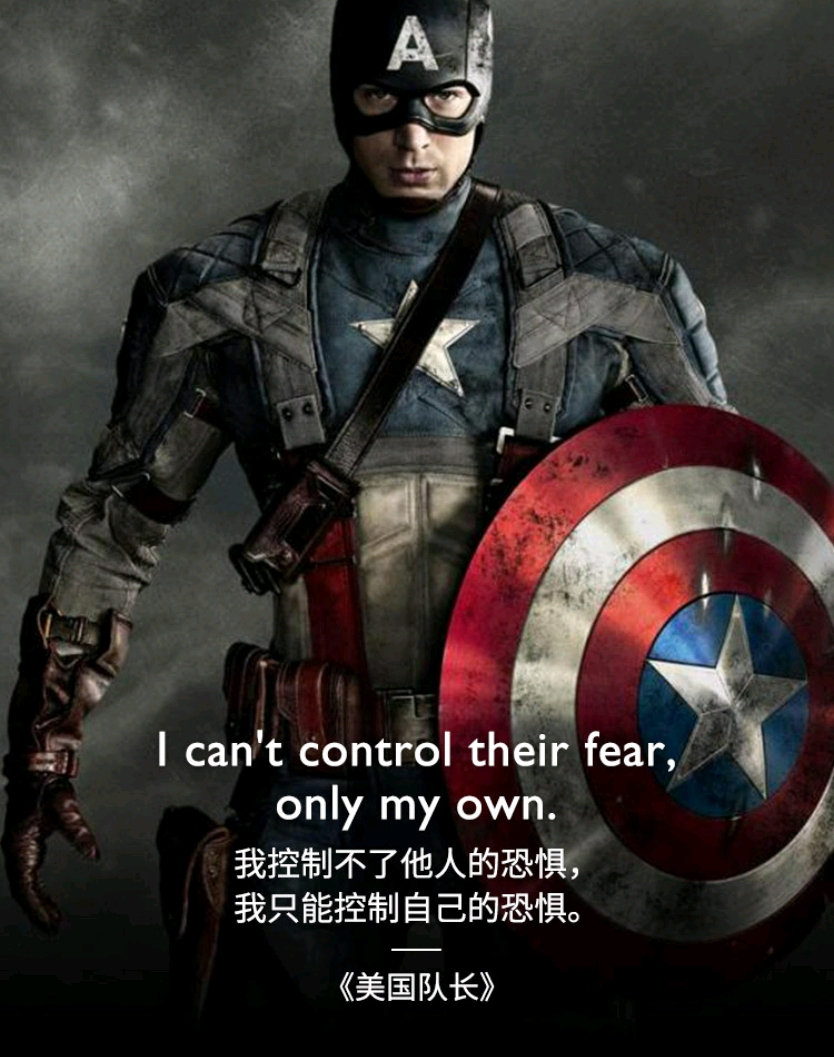 A
I can't control their fear,
only my own.
我控制不了他人的恐惧，
我只能控制自己的恐惧。
《美国队长》